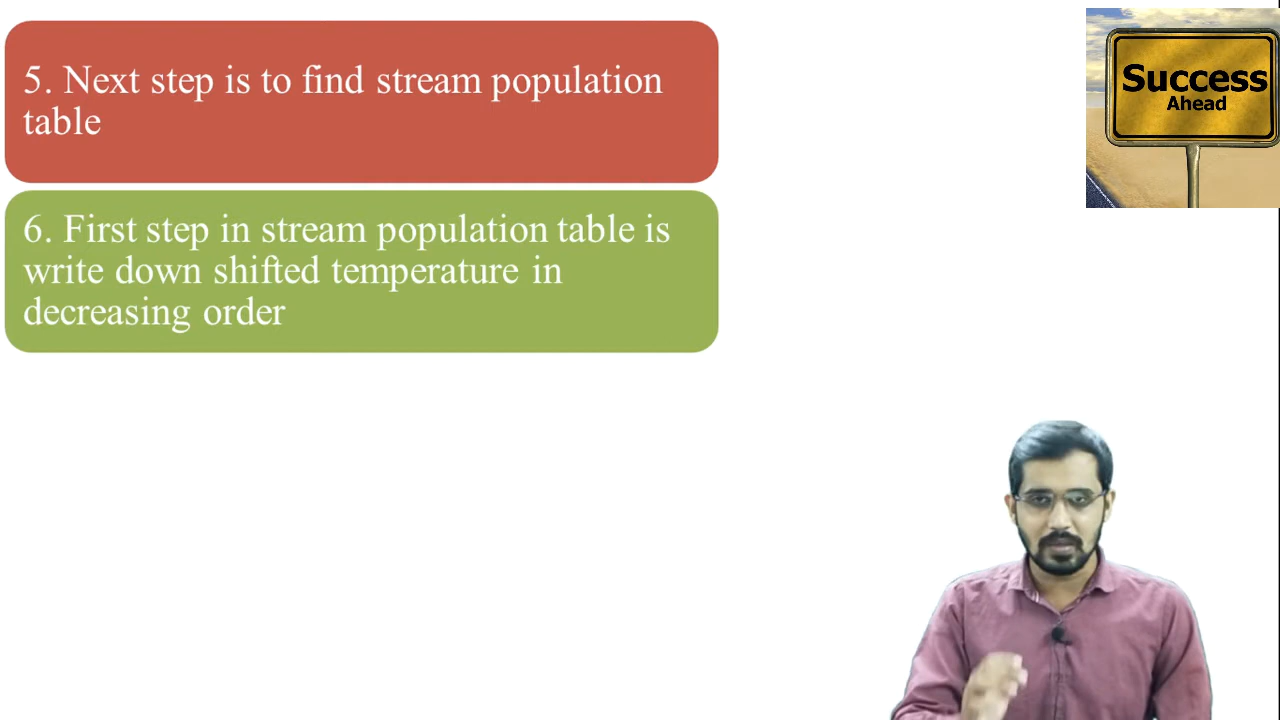 5. Next step is to find stream population
table
6. First step in stream population table is
write down shifted temperature in
decreasing order
Success
Ahead